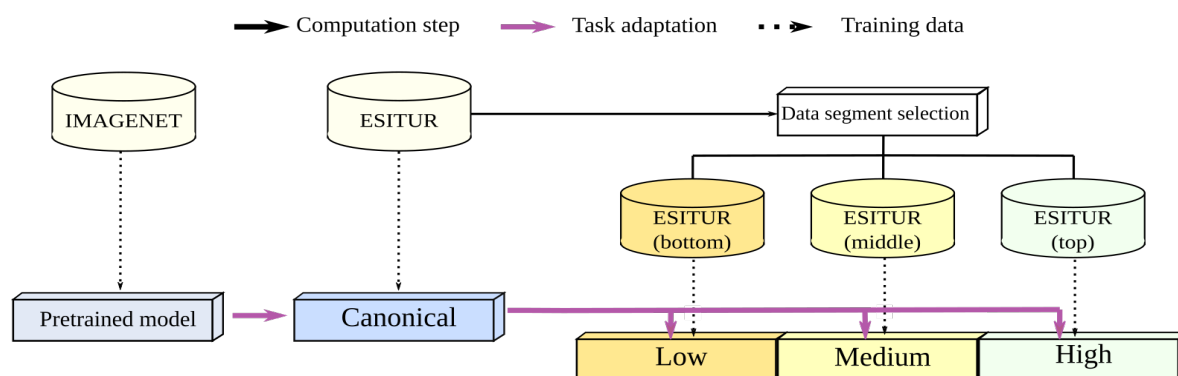 Computation step
Task adaptation
Training data
IMAGENET
ESITUR
Data segment selection
ESITUR
(bottom)
ESITUR
(middle)
ESITUR
(top)
Pretrained model
Canonical
Low
Medium
High